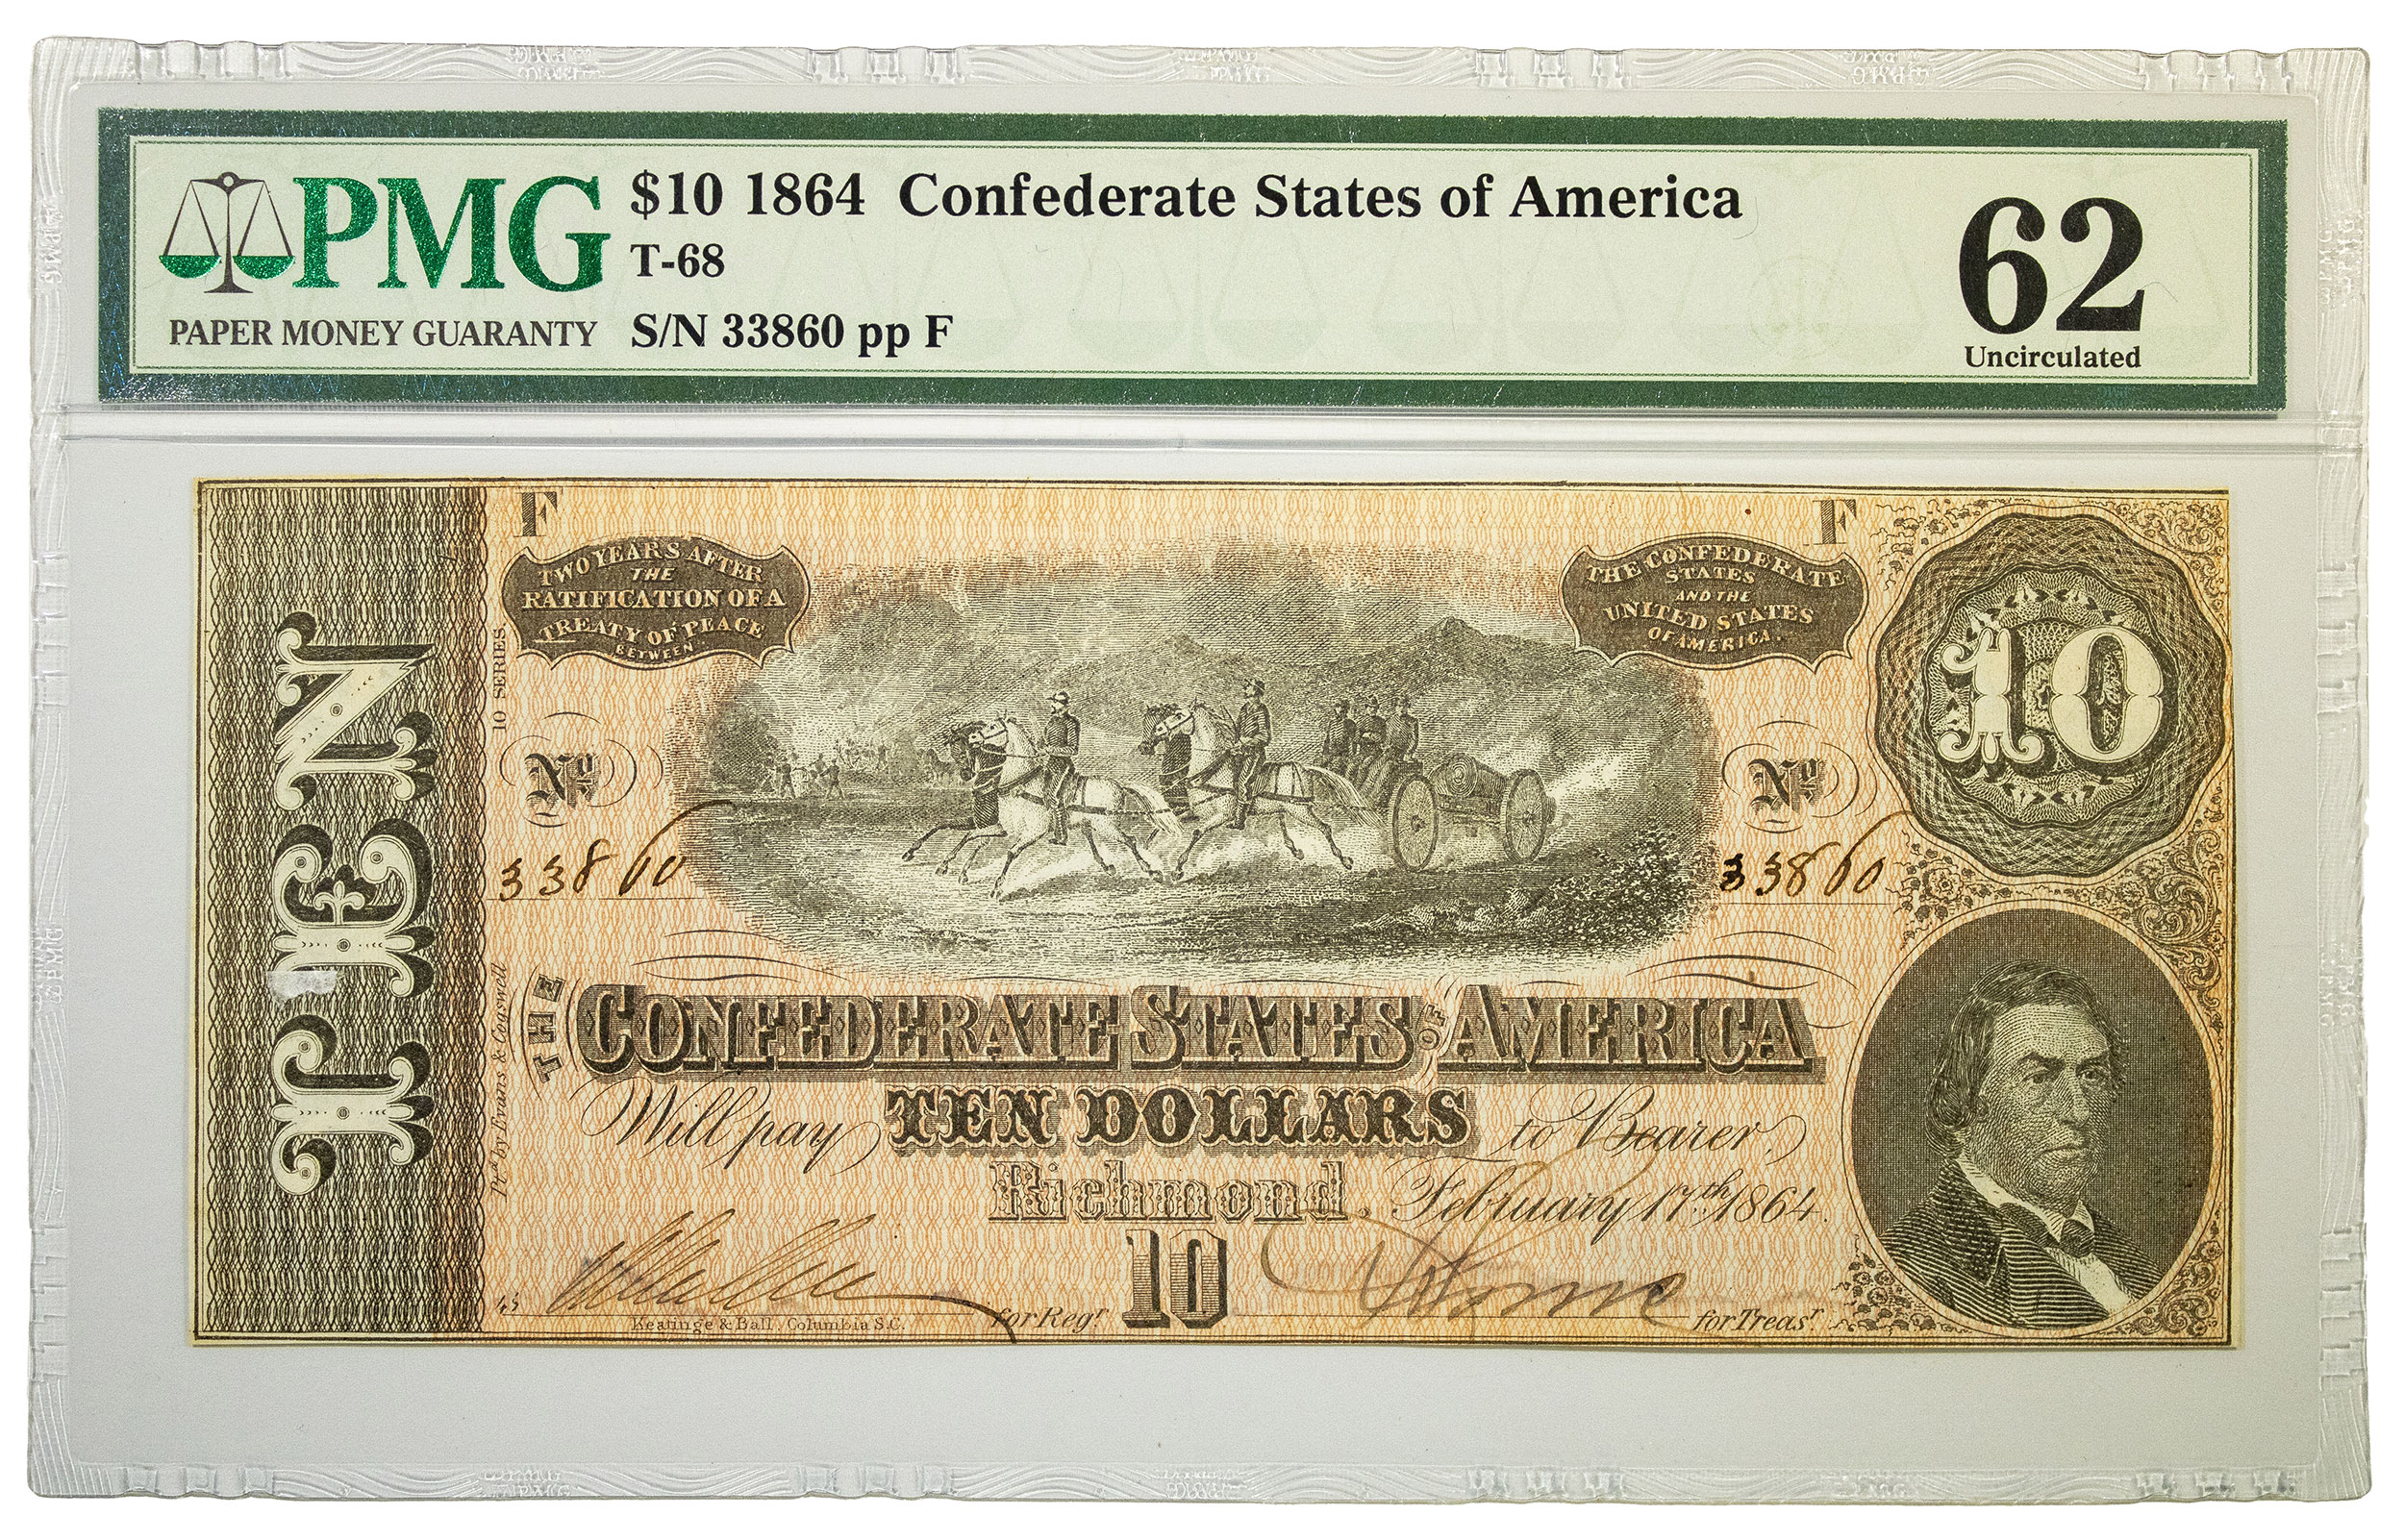 PMG
PAPER MONEY GUARANTY
$10 1864 Confederate States of America
T-68
S/N 33860 pp F
62
Uncirculated
F
F
TEN
TWO YEARS AFTER
THE
RATIFICATION OF A
TREATY OF PEACE
BETWEEN
THE CONFEDERATE
STATES
AND THE
UNITED STATES
OF AMERICA.
10
10 SERIES
No
33860
No
33860
Ptd. by Evans & Cogswell
THE CONFEDERATE STATES OF AMERICA
Will pay TEN DOLLARS to Bearer,
Richmond. February 17th, 1864.
10
for Regr.
for Treasr.
Keatinge & Ball, Columbia S.C.